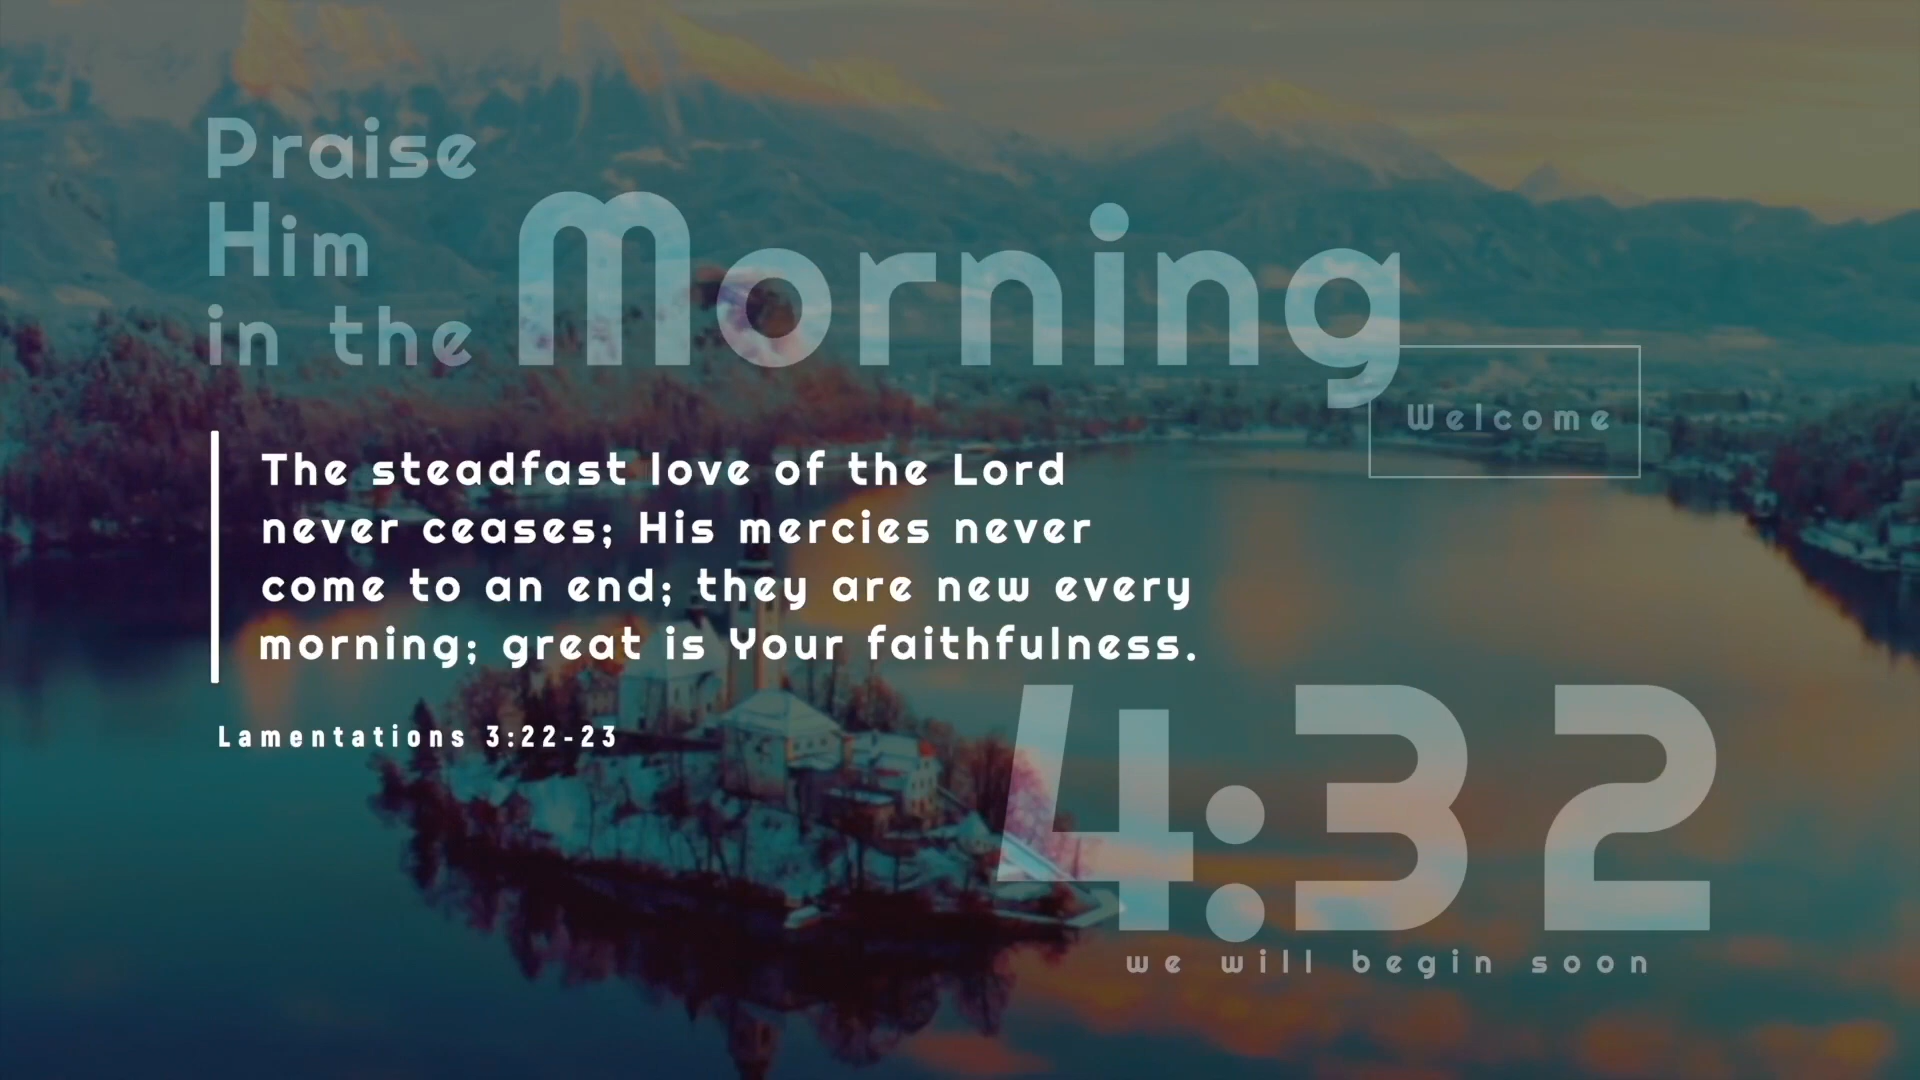 Praise
Him
in the
Morning
Welcome
The steadfast love of the Lord
never ceases; His mercies never
come to an end; they are new every
morning; great is Your faithfulness.
Lamentations 3:22-23
4:32
we will begin soon